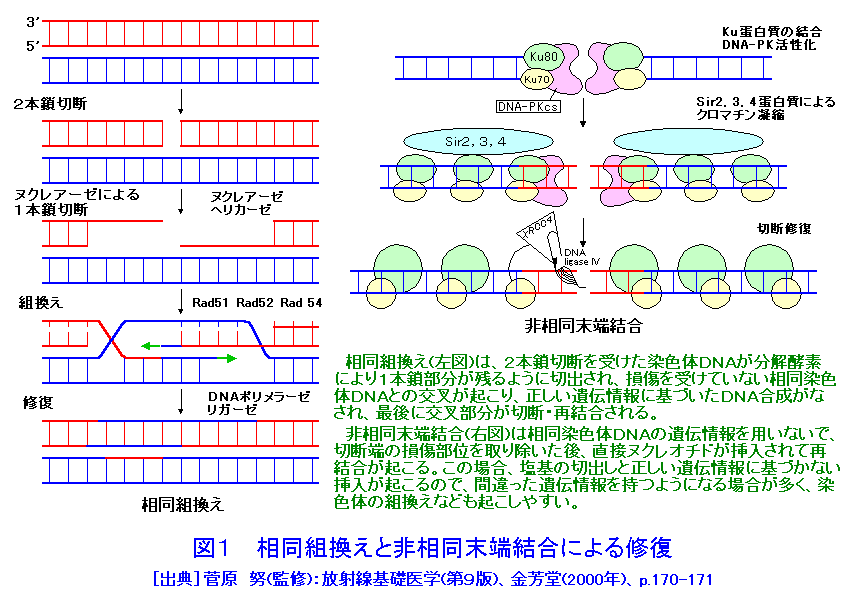 3'
5'
2本鎖切断
ヌクレアーゼによる
1本鎖切断
ヌクレアーゼ
ヘリカーゼ
組換え
Rad51 Rad52 Rad 54
修復
DNAポリメラーゼ
リガーゼ
相同組換え
Ku蛋白質の結合
DNA-PK活性化
Ku80
Ku70
DNA-PKcs
Sir2, 3, 4蛋白質による
クロマチン凝縮
Sir2, 3, 4
切断修復
XRCC4
DNA
ligase Ⅳ
非相同末端結合
相同組換え(左図)は、2本鎖切断を受けた染色体DNAが分解酵素
により1本鎖部分が残るように切出され、損傷を受けていない相同染色
体DNAとの交叉が起こり、正しい遺伝情報に基づいたDNA合成がな
され、最後に交叉部分が切断・再結合される。
非相同末端結合(右図)は相同染色体DNAの遺伝情報を用いないで、
切断端の損傷部位を取り除いた後、直接ヌクレオチドが挿入されて再
結合が起こる。この場合、塩基の切出しと正しい遺伝情報に基づかない
挿入が起こるので、間違った遺伝情報を持つようになる場合が多く、染
色体の組換えなども起こしやすい。
図1 相同組換えと非相同末端結合による修復
[出典]菅原 努(監修):放射線基礎医学(第9版)、金芳堂(2000年)、p.170-171